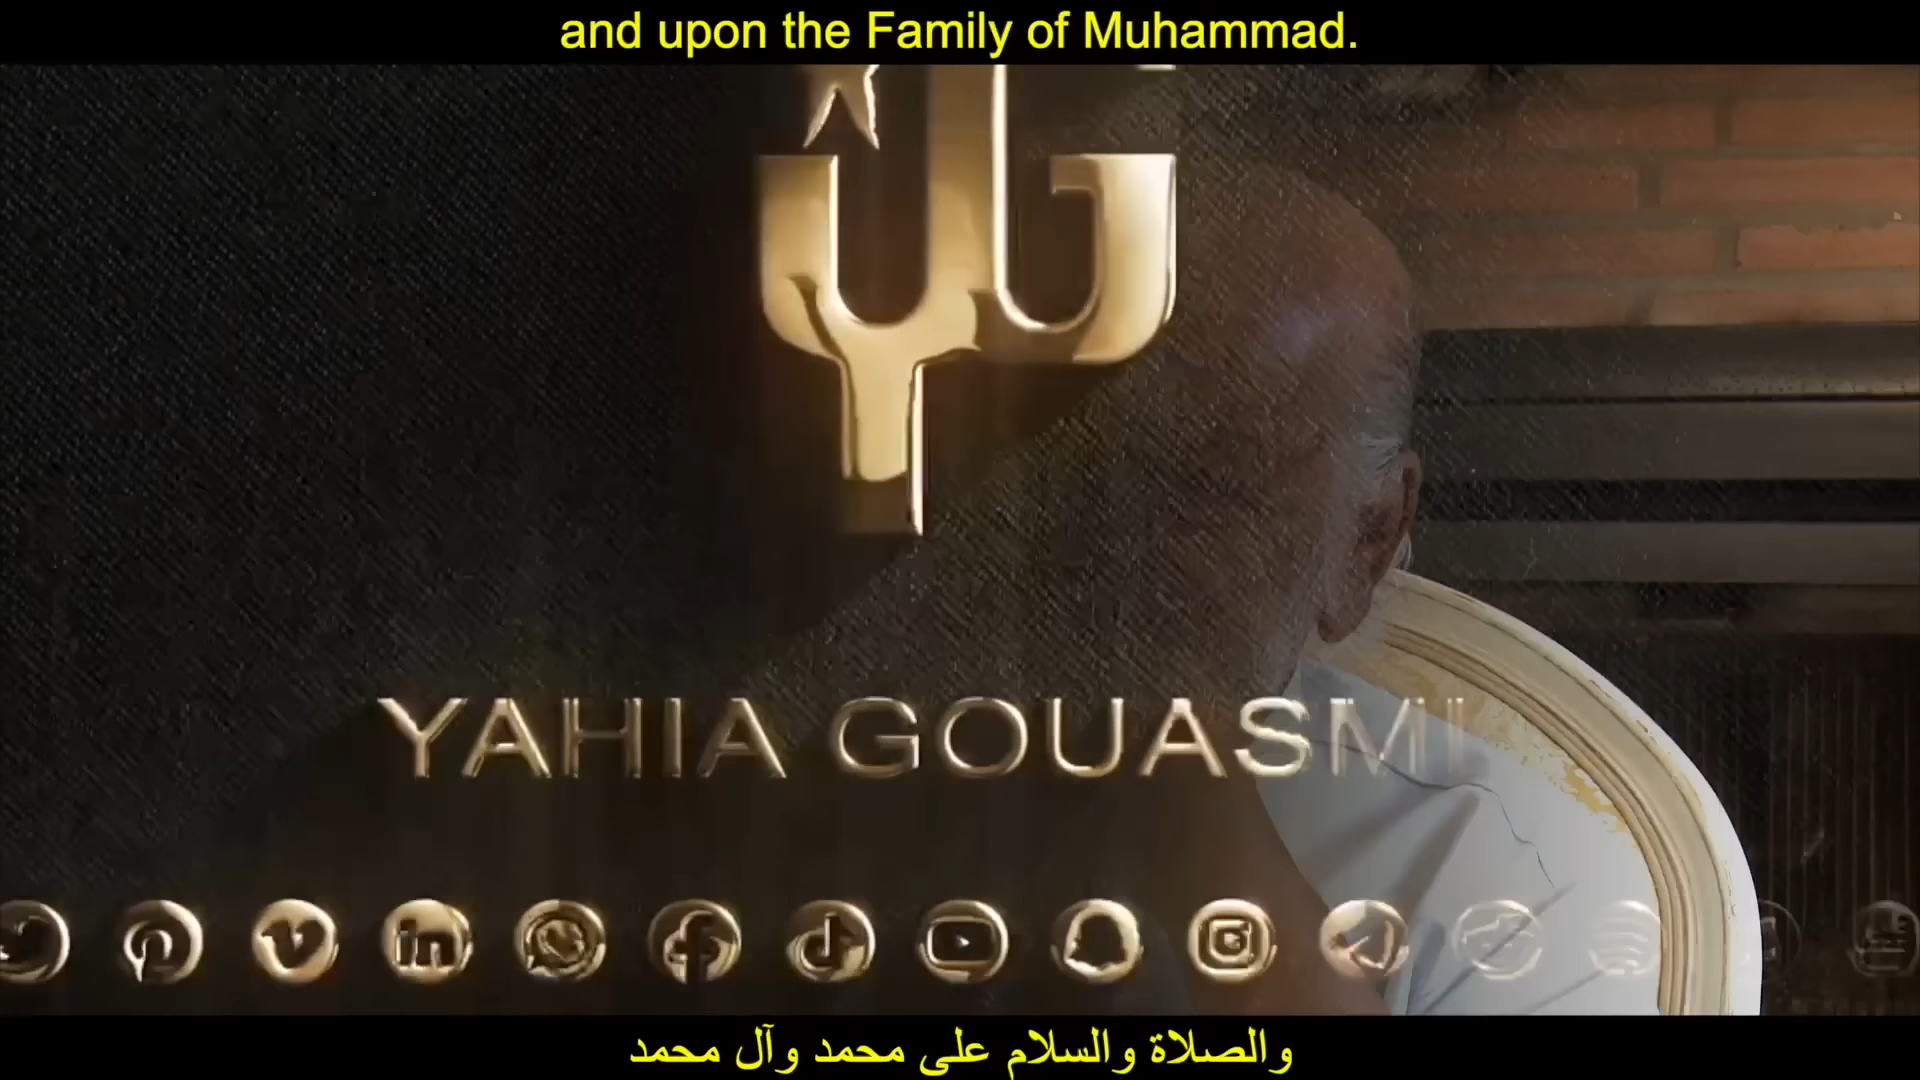 and upon the Family of Muhammad.
YAHIA GOUASMI
والصلاة والسلام على محمد وآل محمد